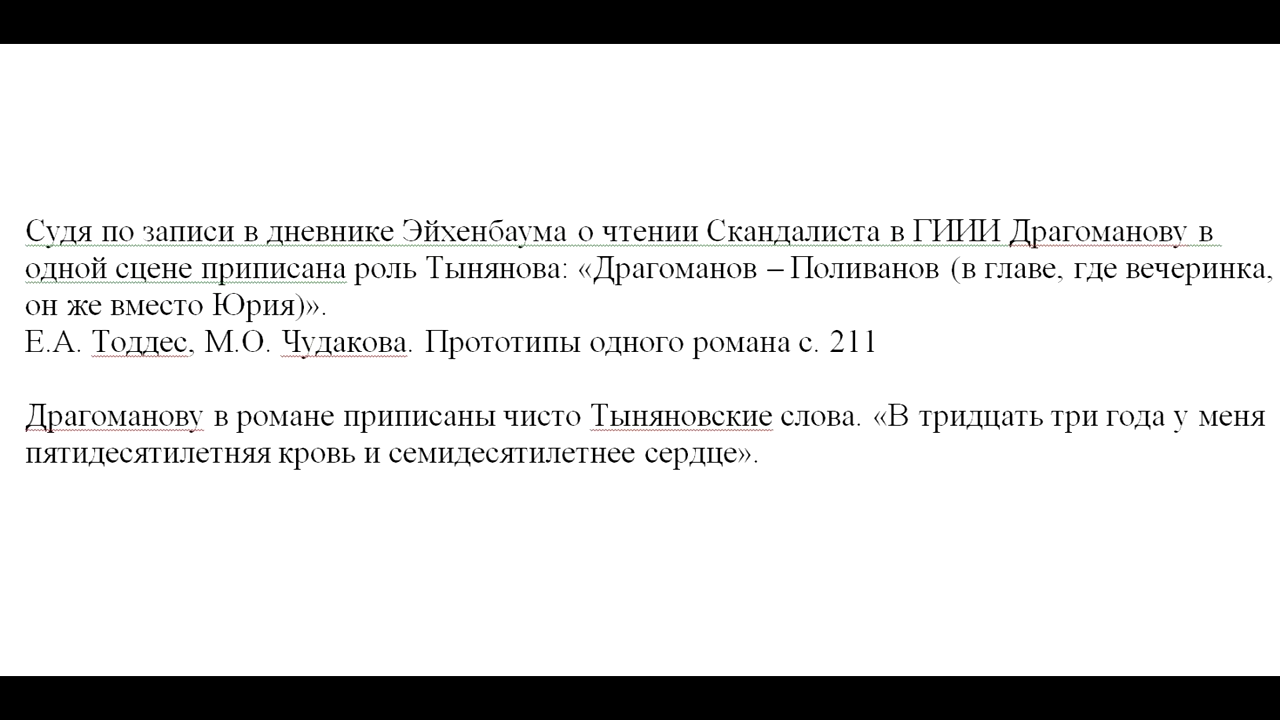 Судя по записи в дневнике Эйхенбаума о чтении Скандалиста в ГИИИ Драгоманову в
одной сцене приписана роль Тынянова: «Драгоманов – Поливанов (в главе, где вечеринка,
он же вместо Юрия)».
Е.А. Тоддес, М.О. Чудакова. Прототипы одного романа с. 211
Драгоманову в романе приписаны чисто Тыняновские слова. «В тридцать три года у меня
пятидесятилетняя кровь и семидесятилетнее сердце».